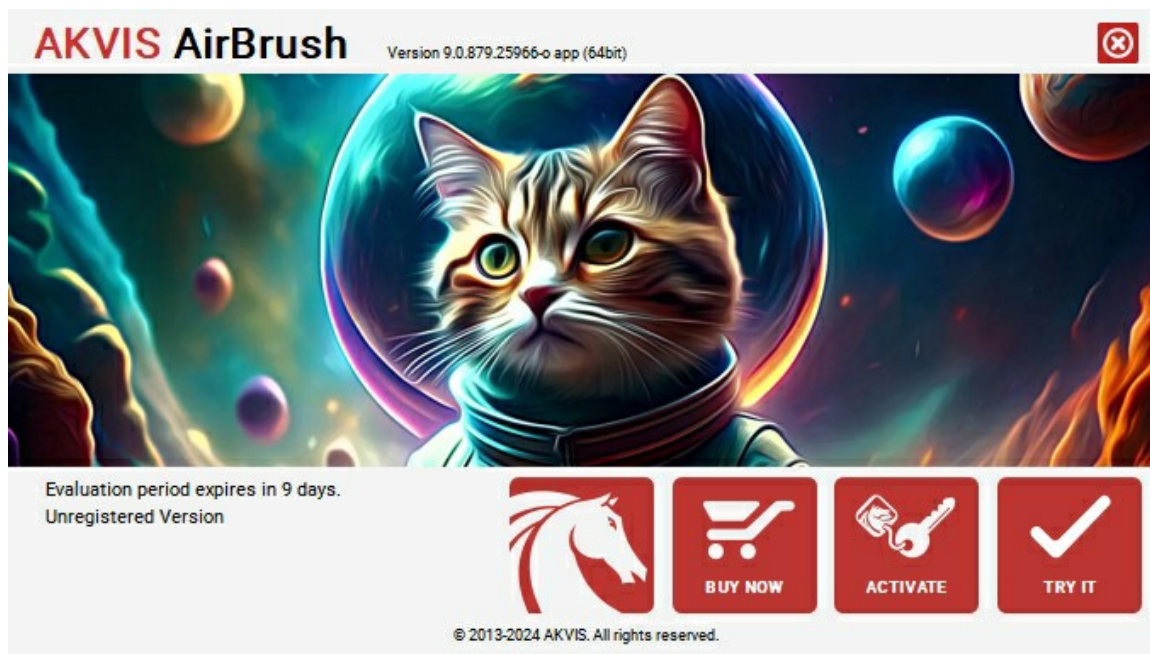 AKVIS AirBrush Version 9.0.879.25966-o app (64bit)
Evaluation period expires in 9 days.
Unregistered Version
BUY NOW
ACTIVATE
TRY IT
© 2013-2024 AKVIS. All rights reserved.